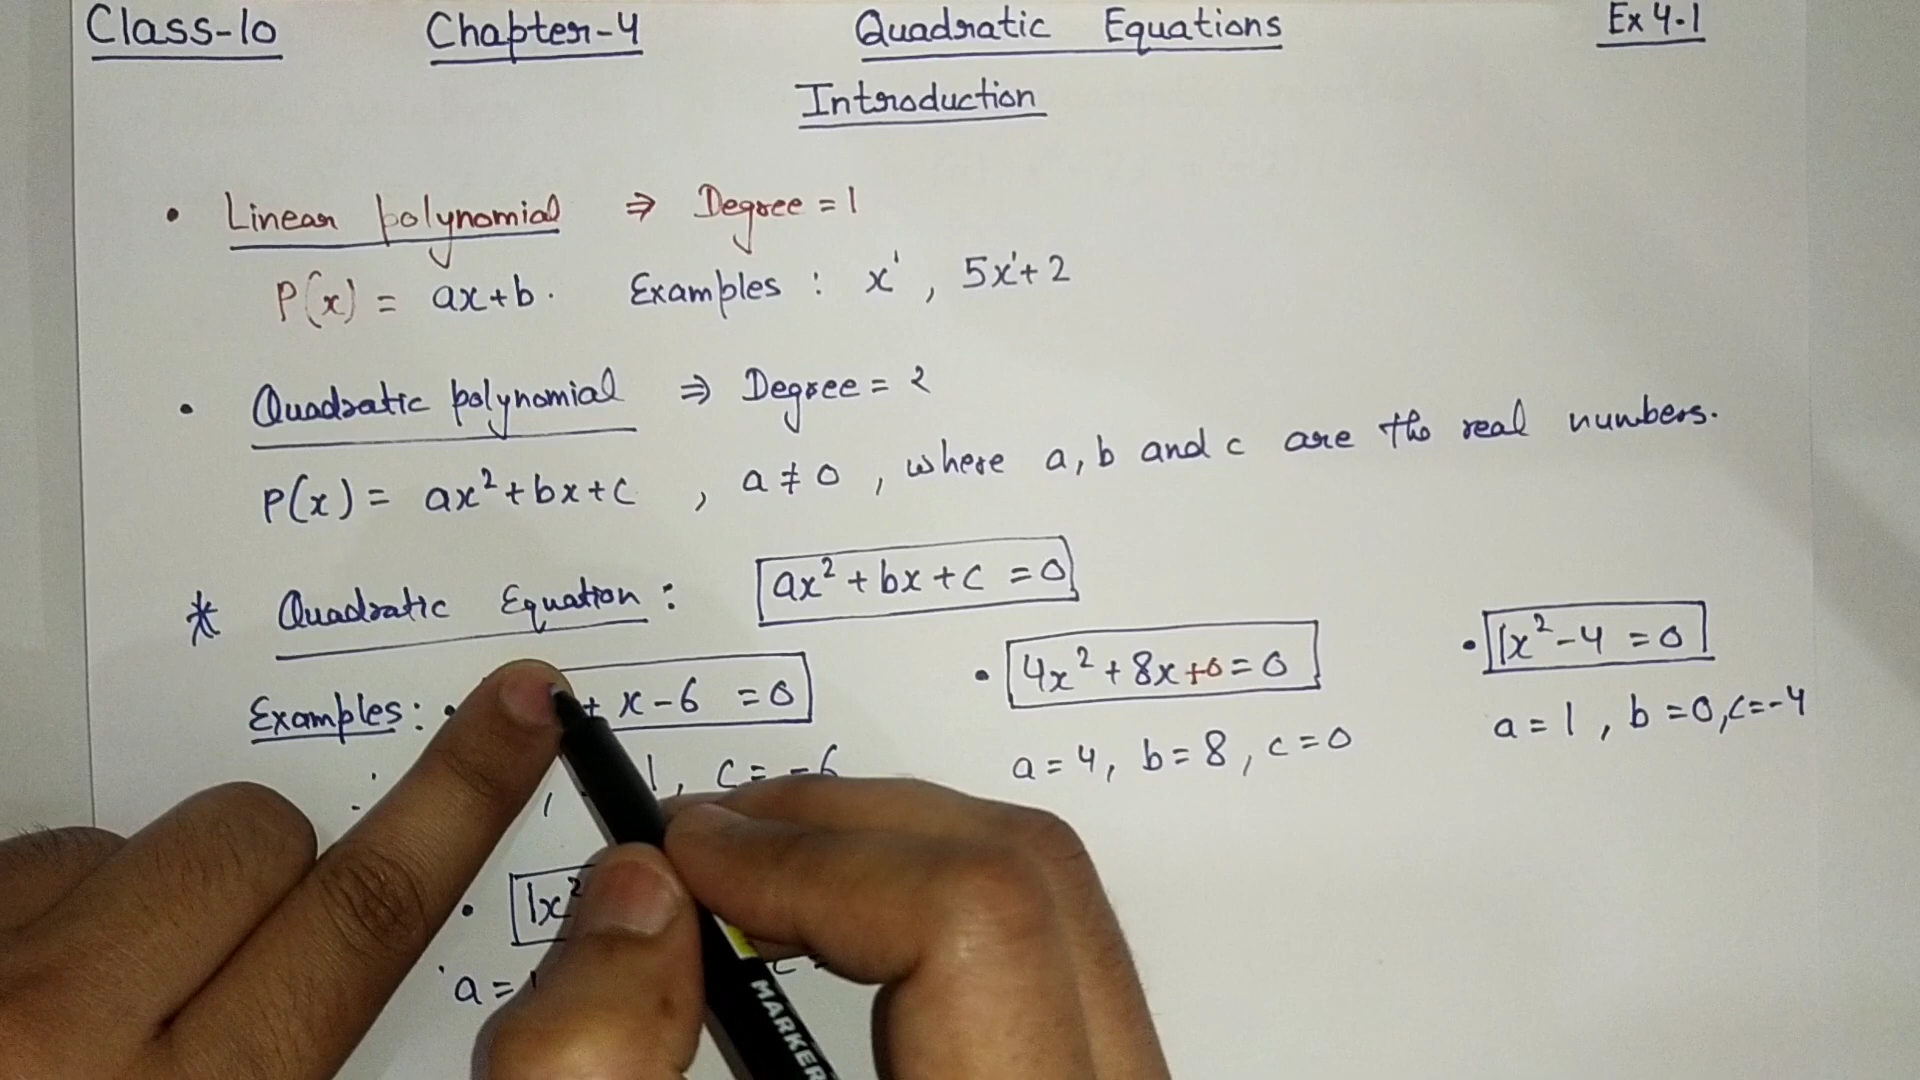 Class-10 Chapter-4 Quadratic Equations Ex 4.1
Introduction
• Linear polynomial ⇒ Degree = 1
P(x) = ax+b. Examples : x¹, 5x¹+2
• Quadratic polynomial ⇒ Degree = 2
P(x) = ax²+bx+c , a ≠ 0 , where a, b and c are the real numbers.
* Quadratic Equation : ax²+bx+c = 0
Examples : • + x-6 = 0 • 4x²+8x+0=0 • 1x²-4 = 0
1, c = -6 a = 4, b = 8, c = 0 a = 1, b = 0, c = -4
• 1x²
a =
MARKER